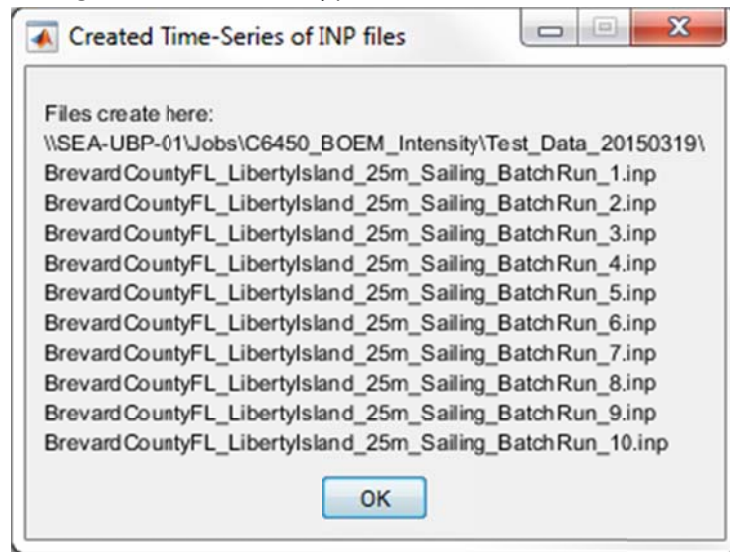 Created Time-Series of INP files
Files create here:
\\SEA-UBP-01\Jobs\C6450_BOEM_Intensity\Test_Data_20150319\
BrevardCountyFL_LibertyIsland_25m_Sailing_BatchRun_1.inp
BrevardCountyFL_LibertyIsland_25m_Sailing_BatchRun_2.inp
BrevardCountyFL_LibertyIsland_25m_Sailing_BatchRun_3.inp
BrevardCountyFL_LibertyIsland_25m_Sailing_BatchRun_4.inp
BrevardCountyFL_LibertyIsland_25m_Sailing_BatchRun_5.inp
BrevardCountyFL_LibertyIsland_25m_Sailing_BatchRun_6.inp
BrevardCountyFL_LibertyIsland_25m_Sailing_BatchRun_7.inp
BrevardCountyFL_LibertyIsland_25m_Sailing_BatchRun_8.inp
BrevardCountyFL_LibertyIsland_25m_Sailing_BatchRun_9.inp
BrevardCountyFL_LibertyIsland_25m_Sailing_BatchRun_10.inp
OK